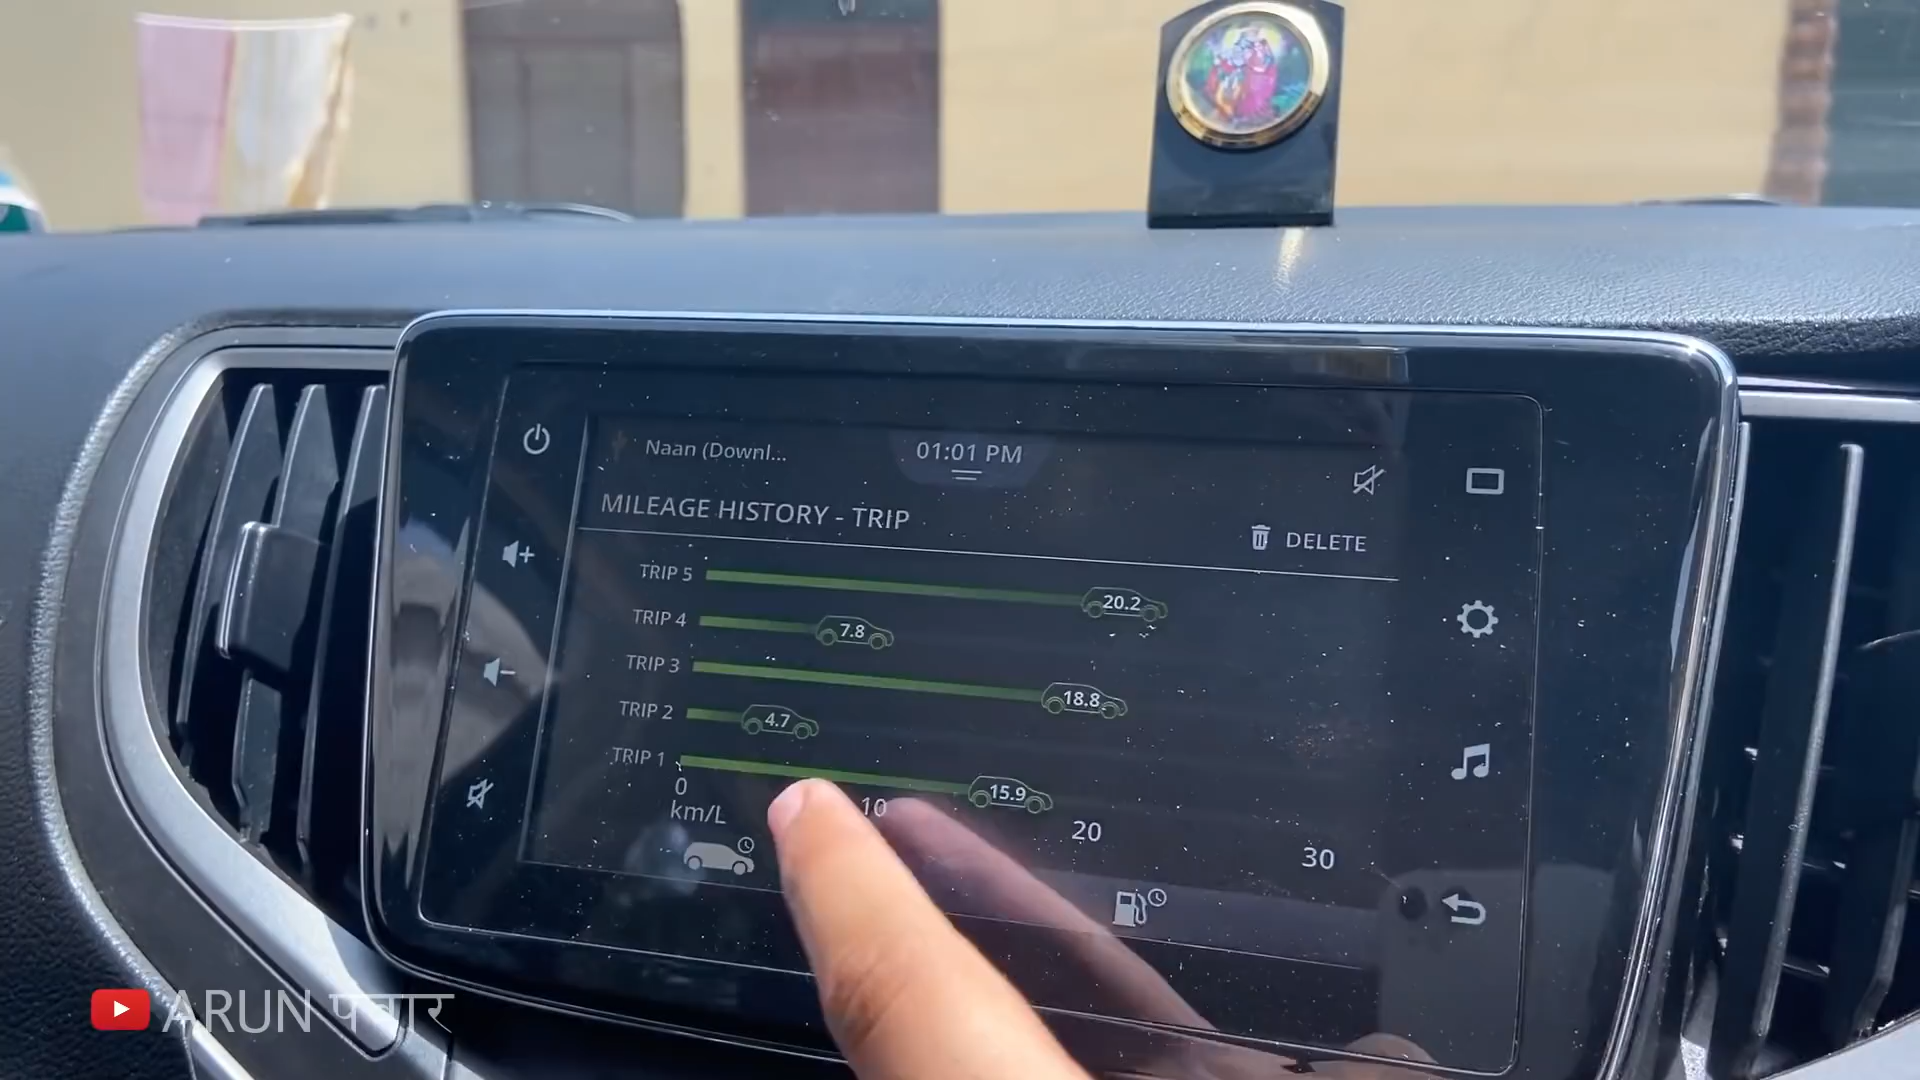 Naan (Downl...
01:01 PM
MILEAGE HISTORY - TRIP
DELETE
TRIP 5 20.2
TRIP 4 7.8
TRIP 3 18.8
TRIP 2 4.7
TRIP 1 15.9
0 10 20 30
km/L
ARUN पंवार